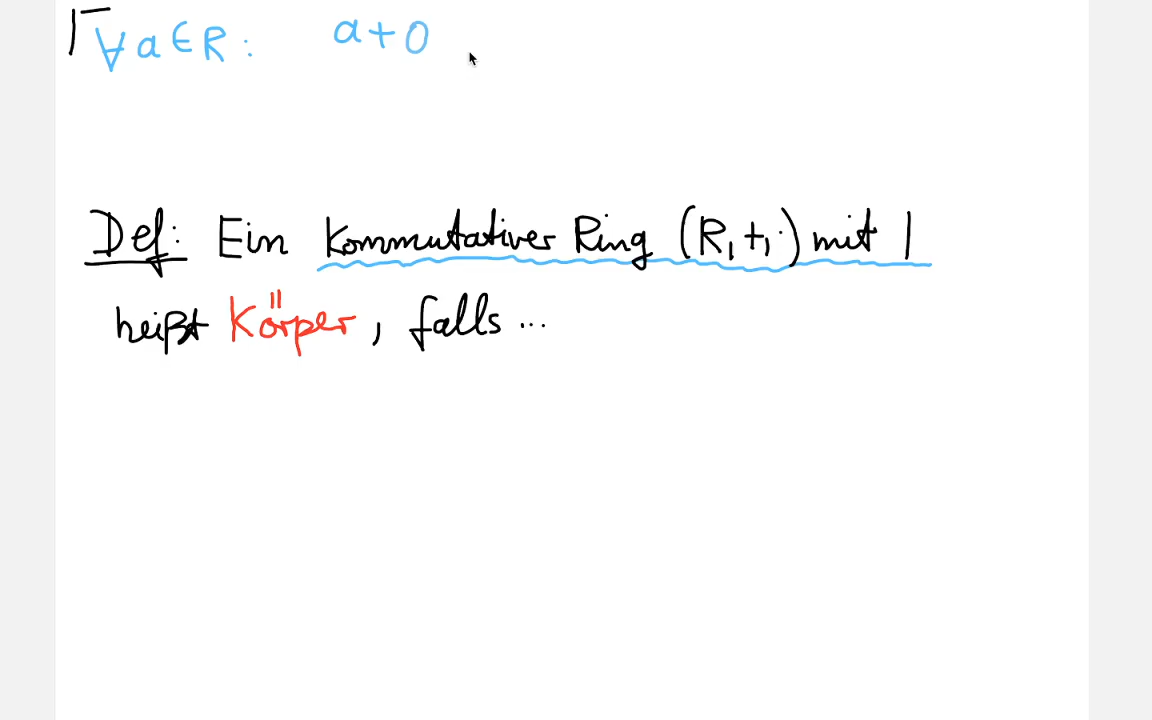 ∀ a ∈ R : a + 0
Def: Ein kommutativer Ring (R, +, ·) mit 1
heißt Körper, falls ...